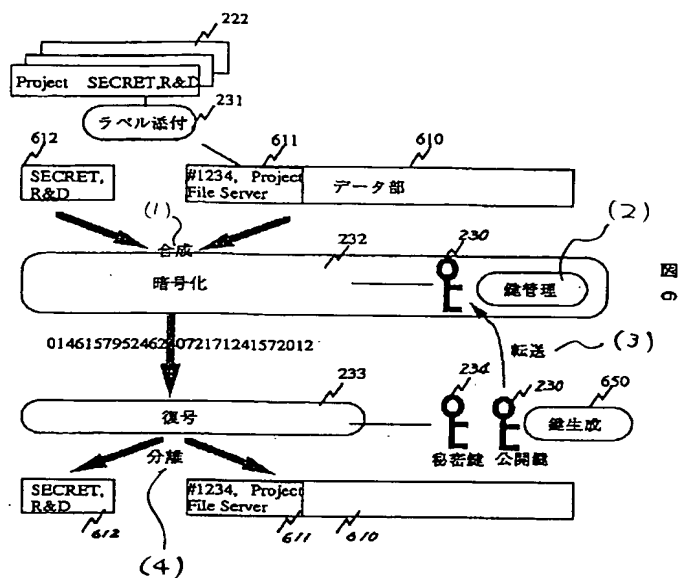 222
Project SECRET,R&D
231
ラベル添付
612
611
610
SECRET,
R&D
#1234, Project
File Server
データ部
(1)
合成
232
230
(2)
暗号化
鍵管理
図6
転送
(3)
233
234
230
650
復号
鍵生成
秘密鍵 公開鍵
分離
SECRET,
R&D
#1234, Project
File Server
612
611
610
(4)